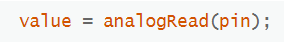 value = analogRead(pin);